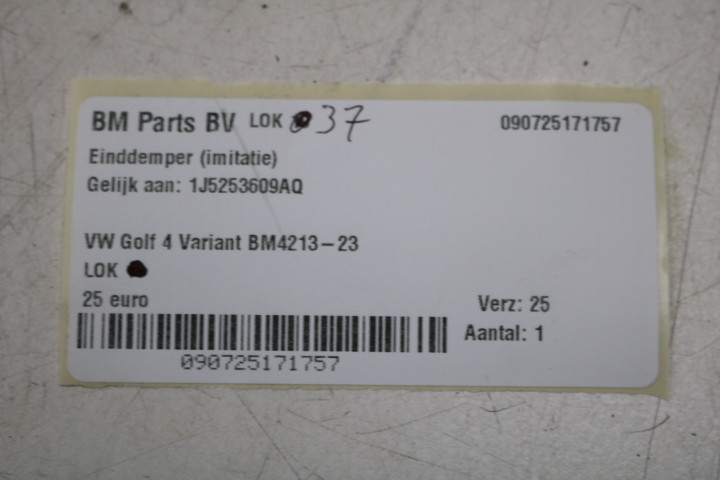 BM Parts BV LOK 37 090725171757
Einddemper (imitatie)
Gelijk aan: 1J5253609AQ
VW Golf 4 Variant BM4213-23
LOK
25 euro Verz: 25
Aantal: 1
090725171757